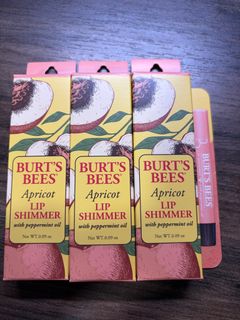 BURT'S
BEES®
Apricot
LIP
SHIMMER
with peppermint oil
Net WT. 0.09 oz
BURT'S
BEES®
Apricot
LIP
SHIMMER
with peppermint oil
Net WT. 0.09 oz
BURT'S
BEES®
Apricot
LIP
SHIMMER
with peppermint oil
Net WT. 0.09 oz
BURT'S BEES